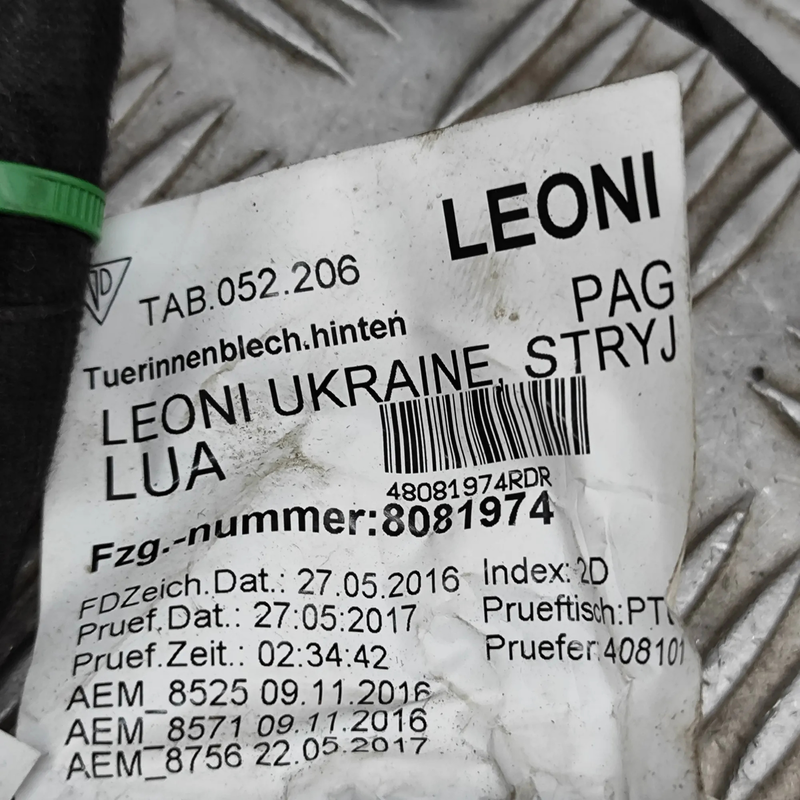 LEONI
TAB.052.206
PAG
Tuerinnenblech.hinten
LEONI UKRAINE, STRYJ
LUA
48081974RDR
Fzg.-nummer:8081974
FDZeich.Dat.: 27.05.2016 Index:2D
Pruef.Dat.: 27:05:2017 Prueftisch:
Pruef.Zeit.: 02:34:42 Pruefer:408101
AEM_8525 09.11.2016
AEM_8571 09.11.2016
AEM_8756 22.05.2017